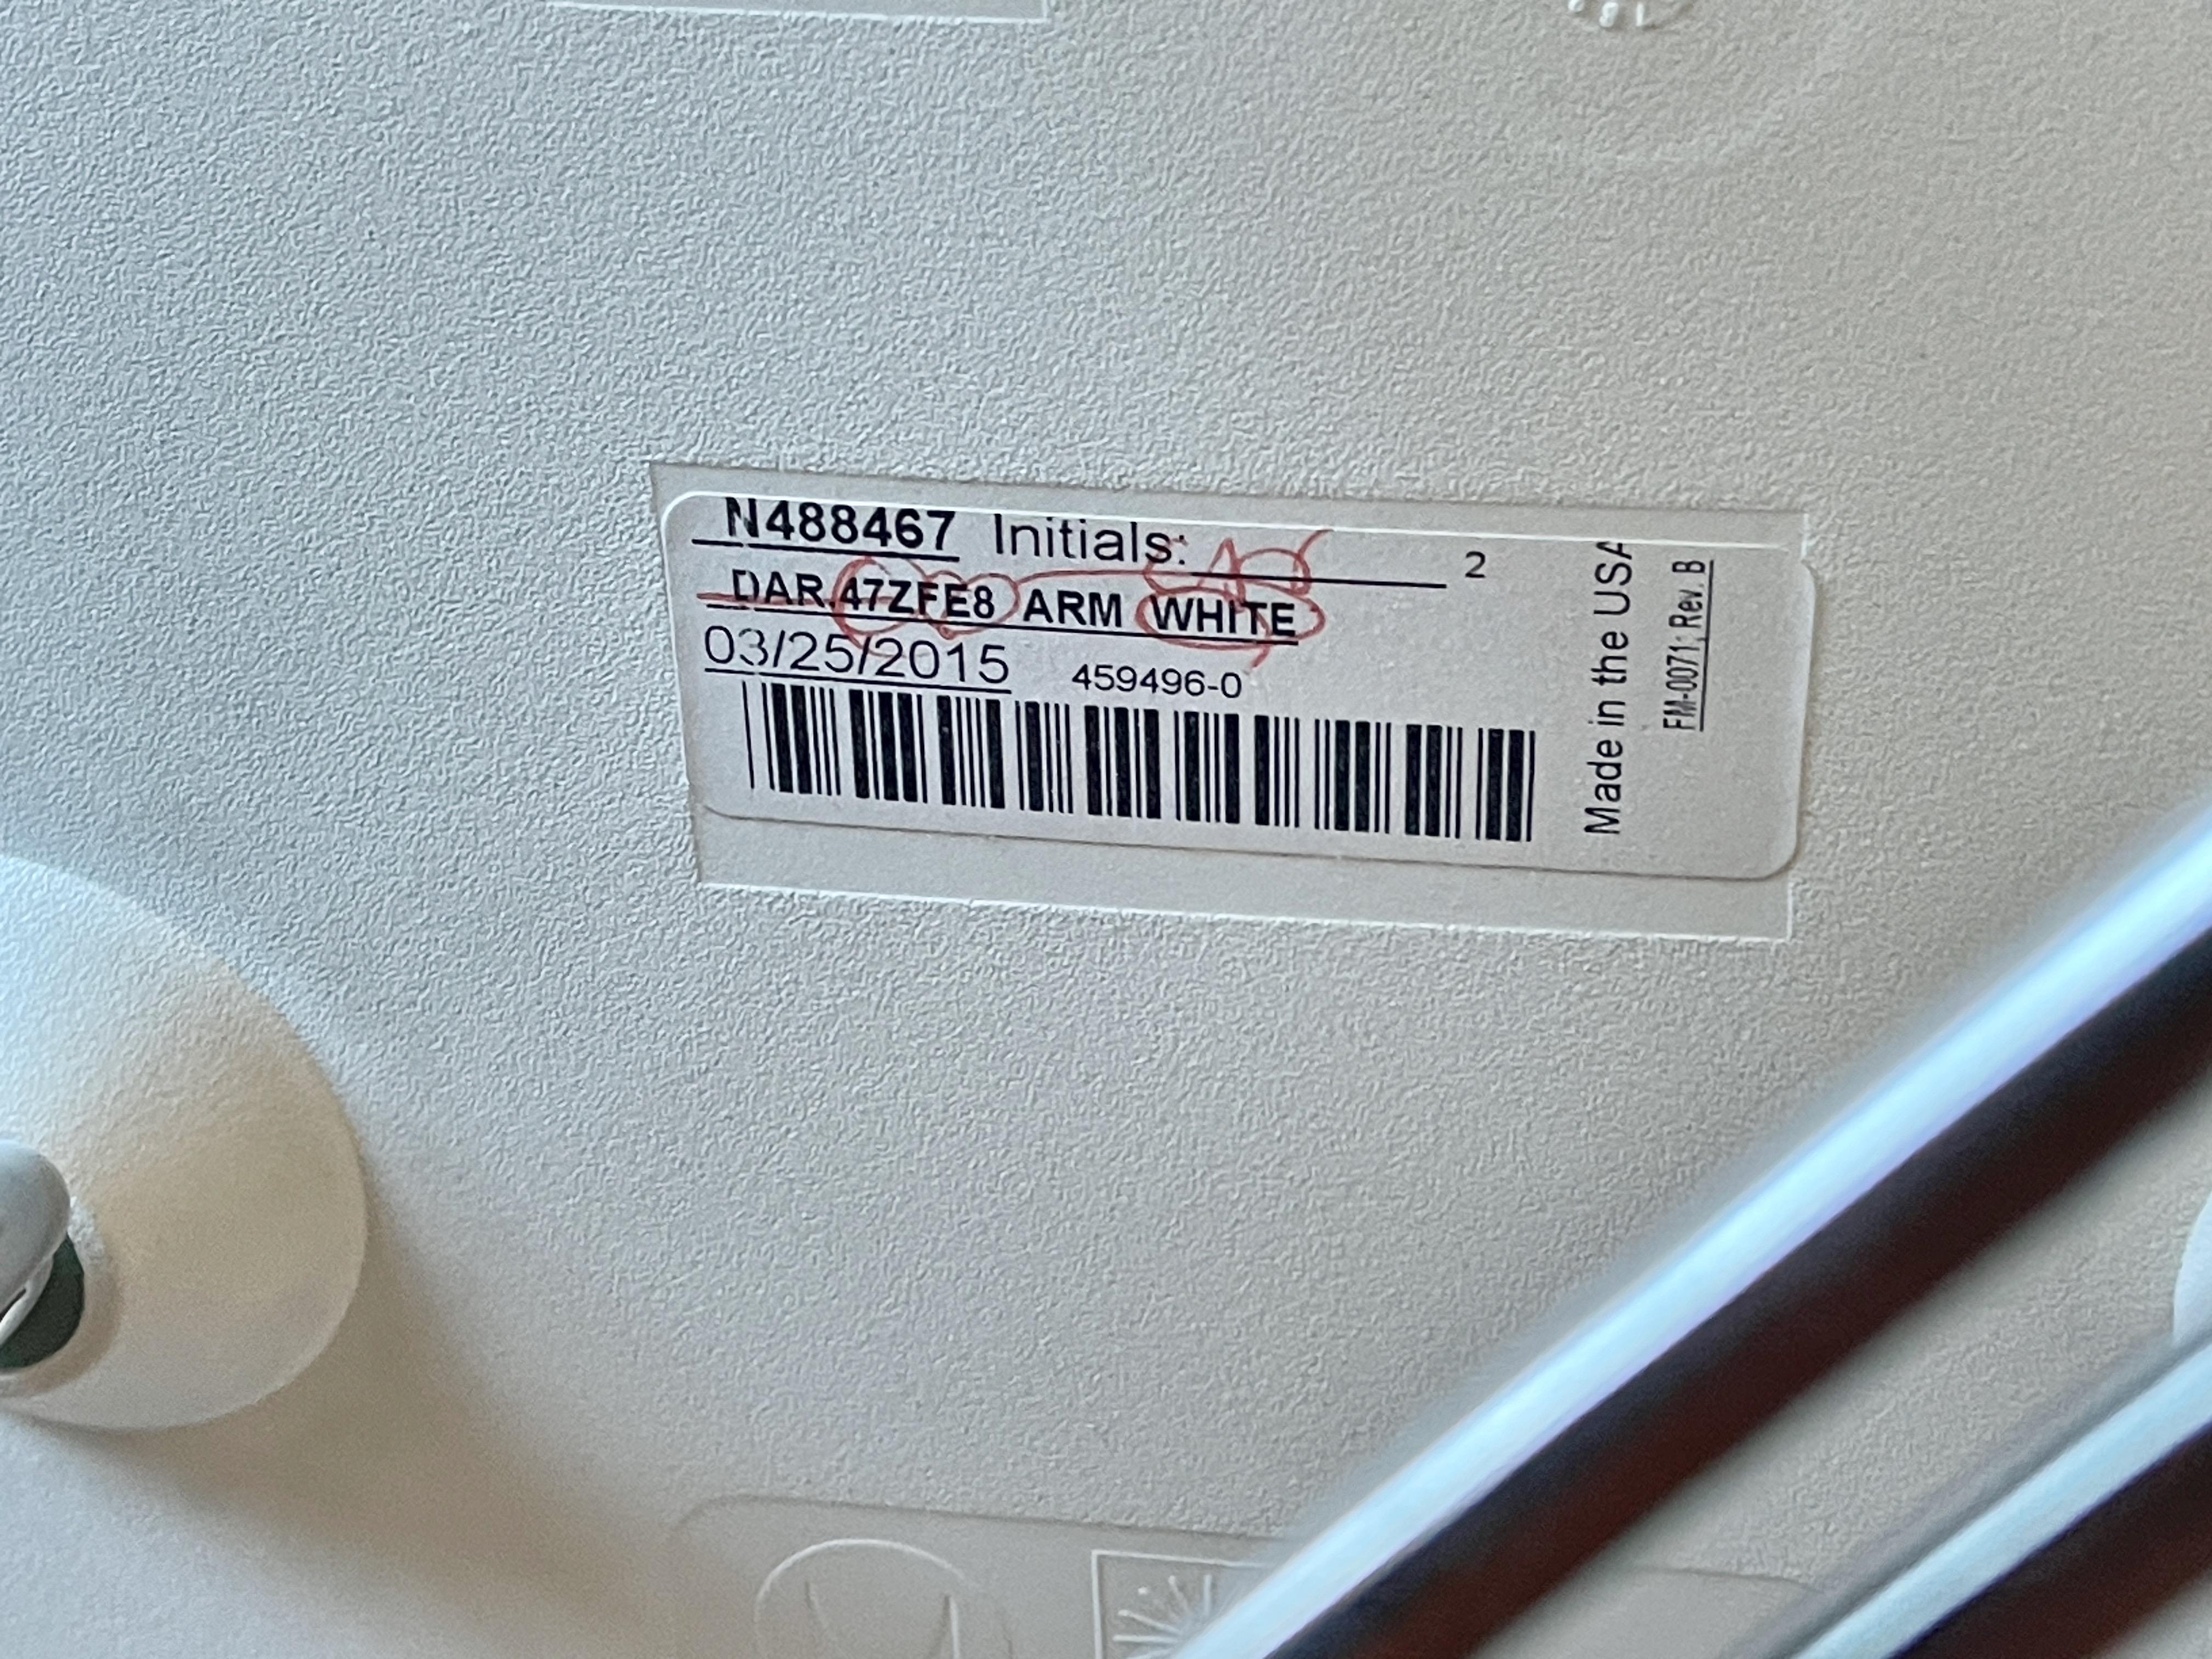 N488467 Initials: 2
DAR.47ZFE8 ARM WHITE
03/25/2015 459496-0
Made in the USA
FM-0071; Rev. B